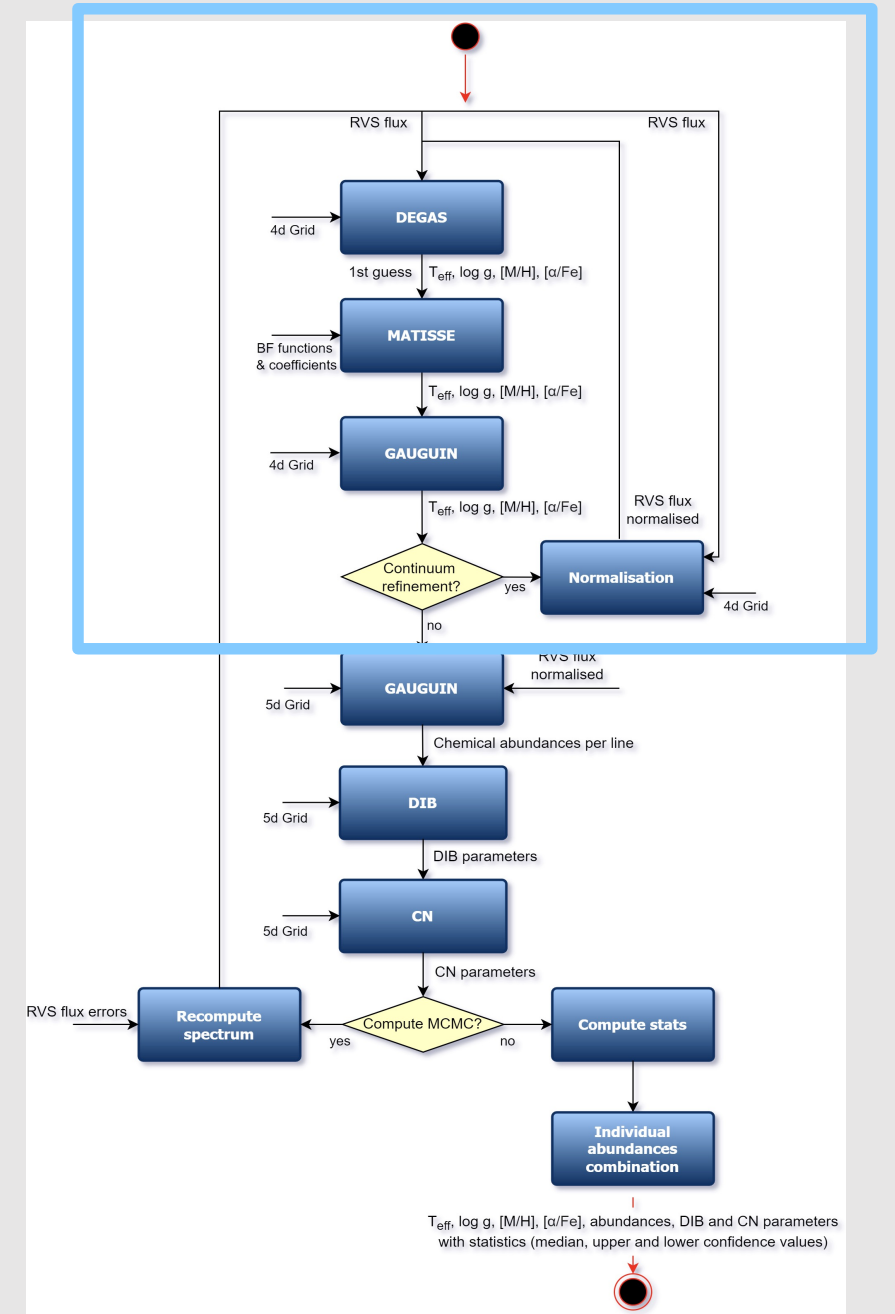 RVS flux
RVS flux
DEGAS
4d Grid
1st guess
T_eff, log g, [M/H], [α/Fe]
MATISSE
BF functions
& coefficients
T_eff, log g, [M/H], [α/Fe]
GAUGUIN
4d Grid
T_eff, log g, [M/H], [α/Fe]
RVS flux
normalised
Continuum
refinement?
yes
Normalisation
4d Grid
no
RVS flux
normalised
GAUGUIN
5d Grid
Chemical abundances per line
DIB
5d Grid
DIB parameters
CN
5d Grid
CN parameters
RVS flux errors
Recompute
spectrum
yes
Compute MCMC?
no
Compute stats
Individual
abundances
combination
T_eff, log g, [M/H], [α/Fe], abundances, DIB and CN parameters
with statistics (median, upper and lower confidence values)